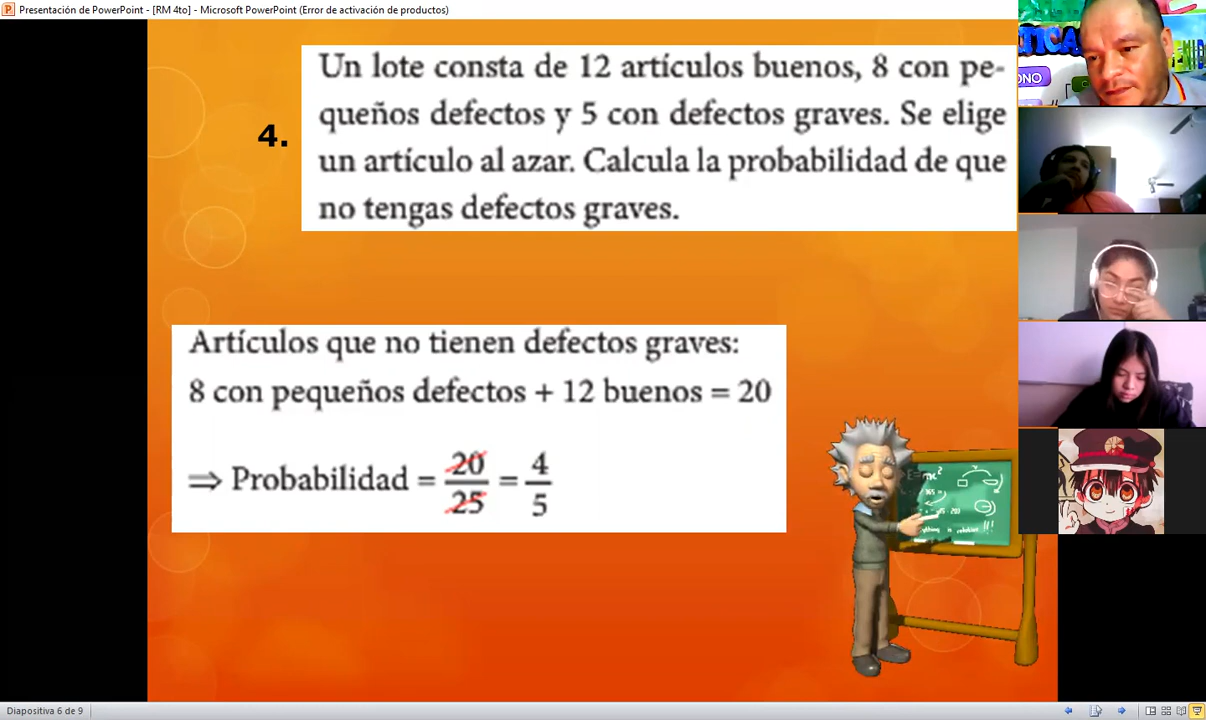 Presentación de PowerPoint - [RM 4to] - Microsoft PowerPoint (Error de activación de productos)
4.
Un lote consta de 12 artículos buenos, 8 con pe-
queños defectos y 5 con defectos graves. Se elige
un artículo al azar. Calcula la probabilidad de que
no tengas defectos graves.
Artículos que no tienen defectos graves:
8 con pequeños defectos + 12 buenos = 20
⇒ Probabilidad = 20/25 = 4/5
Diapositiva 6 de 9